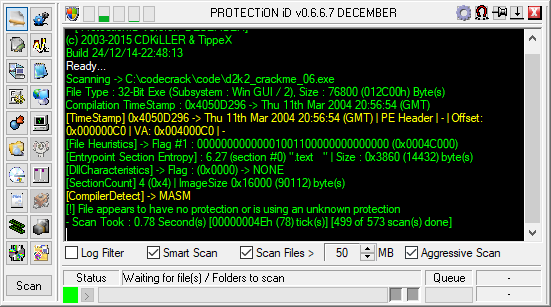 PROTECTiON iD v0.6.6.7 DECEMBER
(c) 2003-2015 CDKiLLER & TippeX
Build 24/12/14-22:48:13
Ready...
Scanning -> C:\codecrack\code\d2k2_crackme_06.exe
File Type : 32-Bit Exe (Subsystem : Win GUI / 2), Size : 76800 (012C00h) Byte(s)
Compilation TimeStamp : 0x4050D296 -> Thu 11th Mar 2004 20:56:54 (GMT)
[TimeStamp] 0x4050D296 -> Thu 11th Mar 2004 20:56:54 (GMT) | PE Header | - | Offset:
0x000000C0 | VA: 0x004000C0 | -
[File Heuristics] -> Flag #1 : 00000000000001001100000000000000 (0x0004C000)
[Entrypoint Section Entropy] : 6.27 (section #0) ".text   " | Size : 0x3860 (14432) byte(s)
[DllCharacteristics] -> Flag : (0x0000) -> NONE
[SectionCount] 4 (0x4) | ImageSize 0x16000 (90112) byte(s)
[CompilerDetect] -> MASM
[!] File appears to have no protection or is using an unknown protection
- Scan Took : 0.78 Second(s) [00000004Eh (78) tick(s)] [499 of 573 scan(s) done]
Log Filter Smart Scan Scan Files > 50 MB Aggressive Scan
Scan Status Waiting for file(s) / Folders to scan Queue -
> -